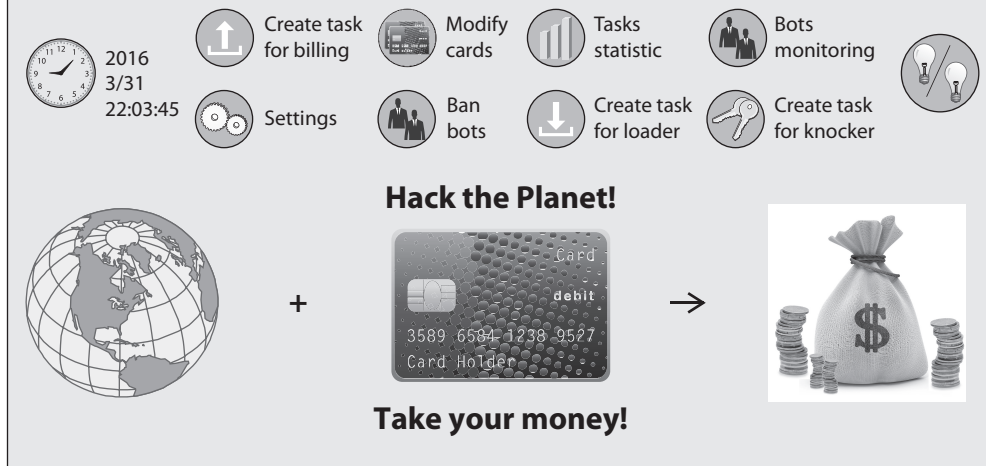 2016
3/31
22:03:45
Create task
for billing
Modify
cards
Tasks
statistic
Bots
monitoring
Settings
Ban
bots
Create task
for loader
Create task
for knocker
Hack the Planet!
+
Card
debit
3589 6584 1238 9527
Card Holder
$
Take your money!